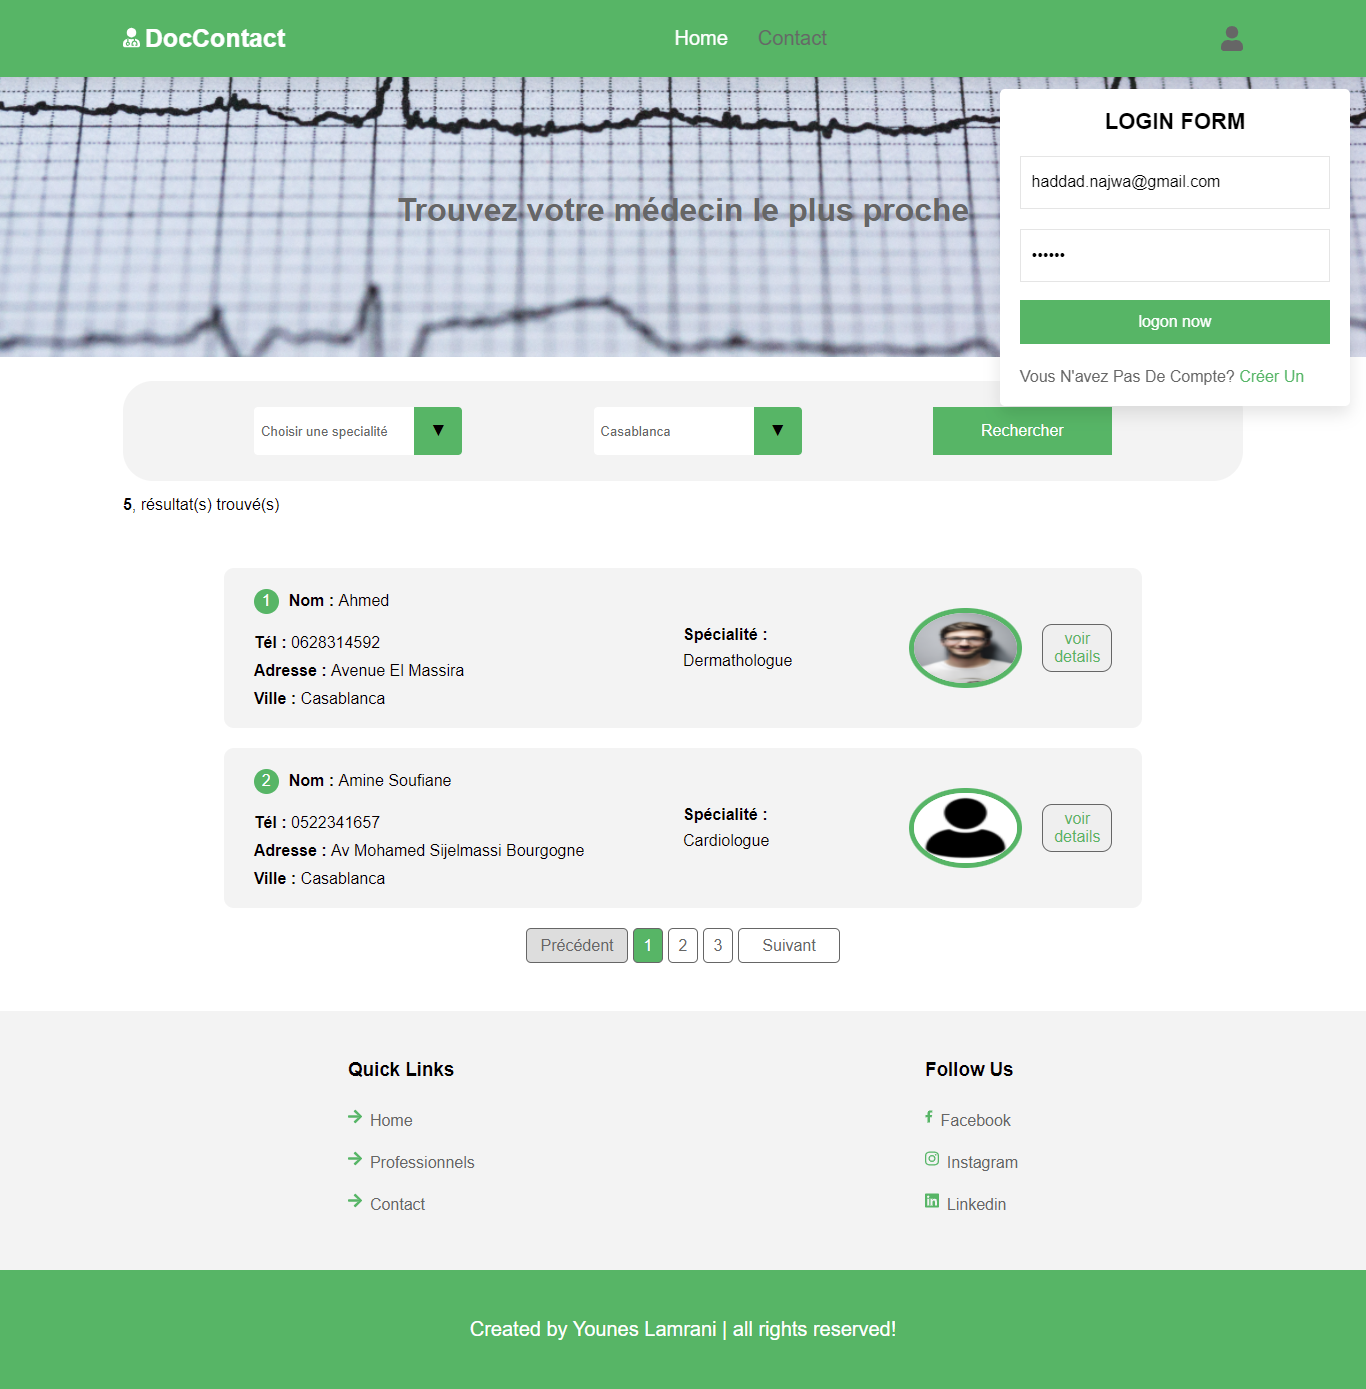 DocContact
Home
Contact
LOGIN FORM
haddad.najwa@gmail.com
••••••
logon now
Vous N'avez Pas De Compte? Créer Un
Trouvez votre médecin le plus proche
Choisir une specialité
▼
Casablanca
▼
Rechercher
5, résultat(s) trouvé(s)
1 Nom : Ahmed
Tél : 0628314592
Adresse : Avenue El Massira
Ville : Casablanca
Spécialité :
Dermathologue
voir
details
2 Nom : Amine Soufiane
Tél : 0522341657
Adresse : Av Mohamed Sijelmassi Bourgogne
Ville : Casablanca
Spécialité :
Cardiologue
voir
details
Précédent 1 2 3 Suivant
Quick Links
Home
Professionnels
Contact
Follow Us
Facebook
Instagram
Linkedin
Created by Younes Lamrani | all rights reserved!